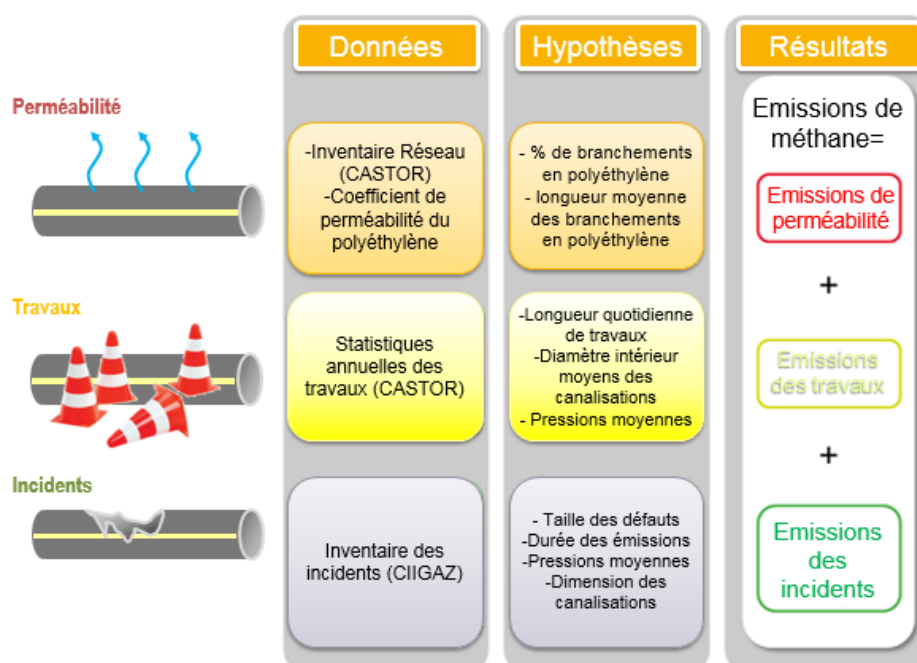 Données
Hypothèses
Résultats
Perméabilité
-Inventaire Réseau
(CASTOR)
-Coefficient de
perméabilité du
polyéthylène
- % de branchements
en polyéthylène
- longueur moyenne
des branchements
en polyéthylène
Emissions de
méthane=
Emissions de
perméabilité
+
Travaux
Statistiques
annuelles des
travaux (CASTOR)
-Longueur quotidienne
de travaux
-Diamètre intérieur
moyens des
canalisations
- Pressions moyennes
Emissions
des travaux
+
Incidents
Inventaire des
incidents (CIIGAZ)
- Taille des défauts
-Durée des émissions
-Pressions moyennes
-Dimension des
canalisations
Emissions
des
incidents